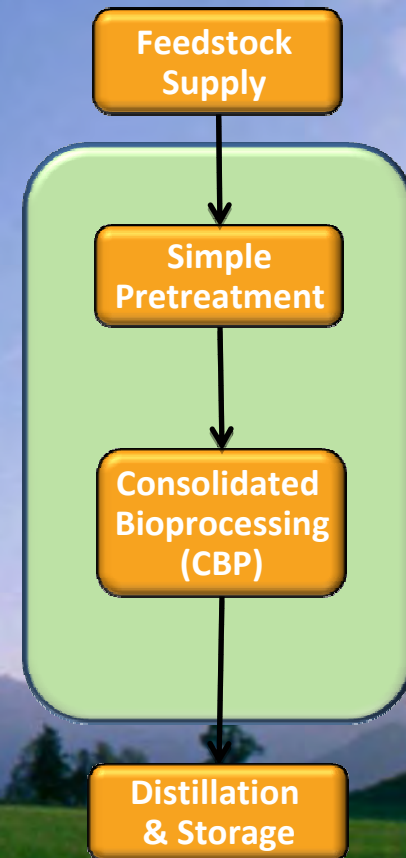 Feedstock
Supply
Simple
Pretreatment
Consolidated
Bioprocessing
(CBP)
Distillation
& Storage